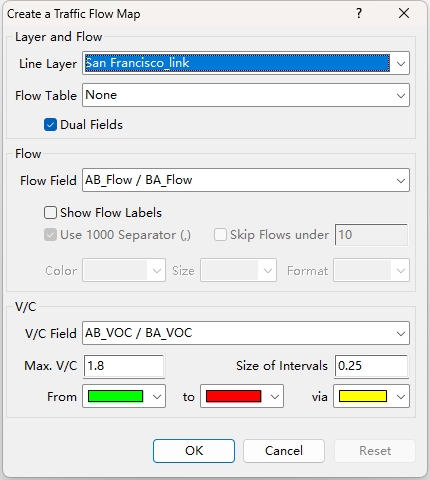 Create a Traffic Flow Map ?
Layer and Flow
Line Layer San Francisco_link
Flow Table None
Dual Fields
Flow
Flow Field AB_Flow / BA_Flow
Show Flow Labels
Use 1000 Separator (,) Skip Flows under 10
Color Size Format
V/C
V/C Field AB_VOC / BA_VOC
Max. V/C 1.8 Size of Intervals 0.25
From to via
OK Cancel Reset